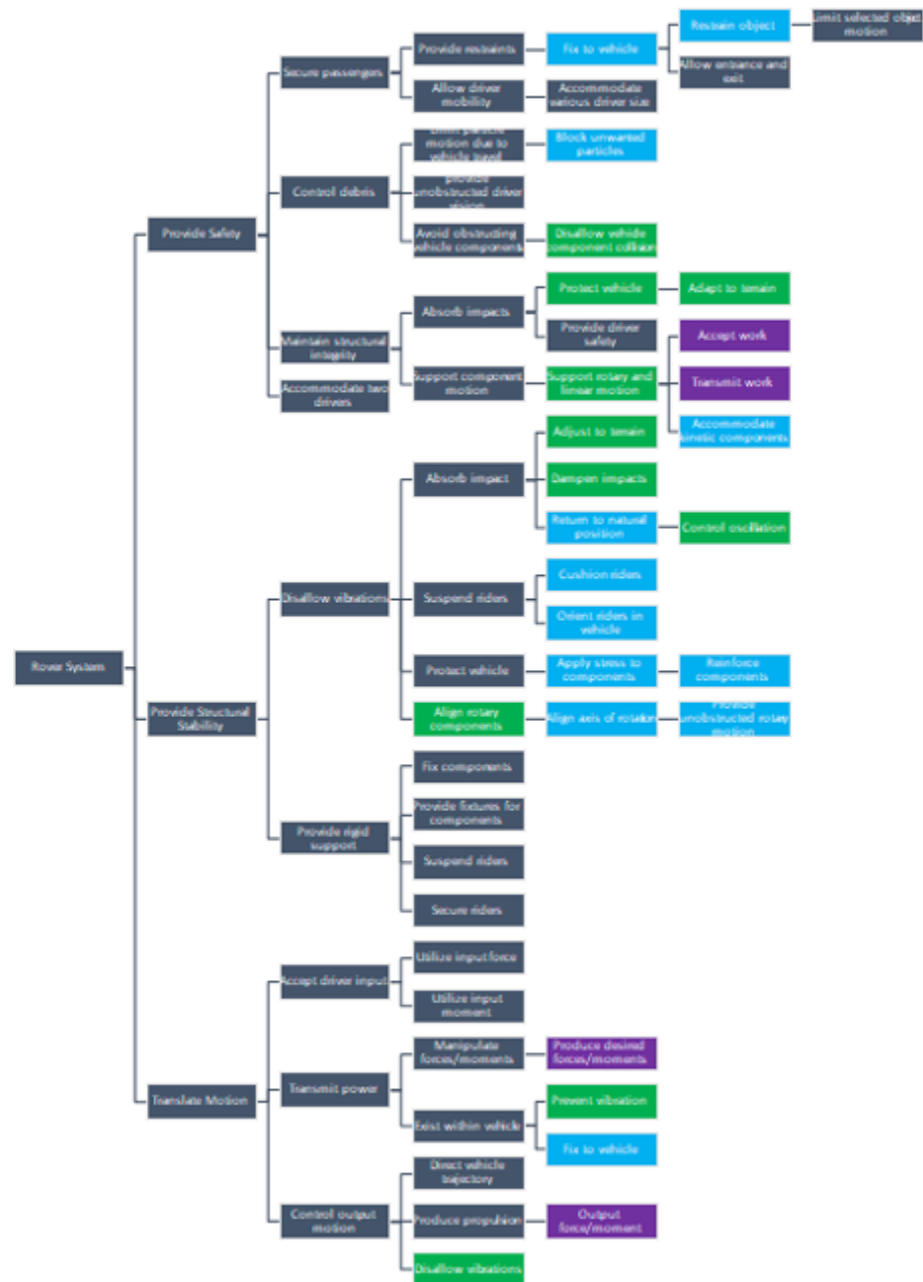 Restrain object
Limit selected object
motion
Provide restraints
Fix to vehicle
Secure passengers
Allow entrance and
exit
Allow driver
mobility
Accommodate
various driver size
Limit particle
motion due to
vehicle travel
Block unwanted
particles
Control debris
provide
unobstructed driver
vision
Provide Safety
Avoid obstructing
vehicle components
Disallow vehicle
component collision
Protect vehicle
Adapt to terrain
Absorb impacts
Maintain structural
integrity
Provide driver
safety
Accept work
Accommodate two
drivers
Support component
motion
Support rotary and
linear motion
Transmit work
Adjust to terrain
Accommodate
kinetic components
Absorb impact
Dampen impacts
Return to natural
position
Control oscillation
Disallow vibrations
Suspend riders
Cushion riders
Orient riders in
vehicle
Rover System
Protect vehicle
Apply stress to
components
Reinforce
components
Provide Structural
Stability
Align rotary
components
Align axis of rotation
Provide
unobstructed rotary
motion
Fix components
Provide rigid
support
Provide fixtures for
components
Suspend riders
Secure riders
Accept driver input
Utilize input force
Utilize input
moment
Manipulate
forces/moments
Produce desired
forces/moments
Translate Motion
Transmit power
Prevent vibration
Exist within vehicle
Fix to vehicle
Direct vehicle
trajectory
Control output
motion
Produce propulsion
Output
force/moment
Disallow vibrations